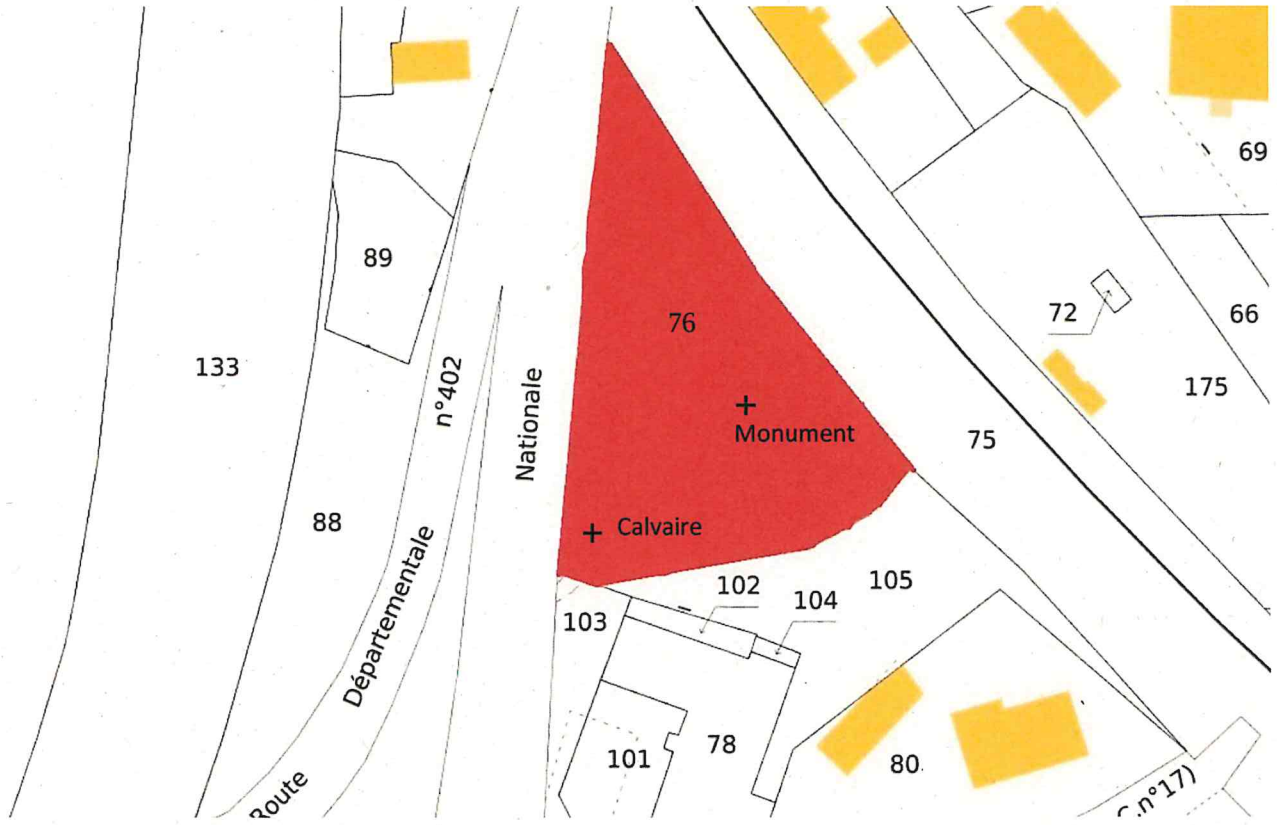 69
89
72
66
76
133
n°402
Nationale
175
Monument
75
88
Calvaire
Départementale
102
105
104
103
78
101
80
Route
C.n°17)